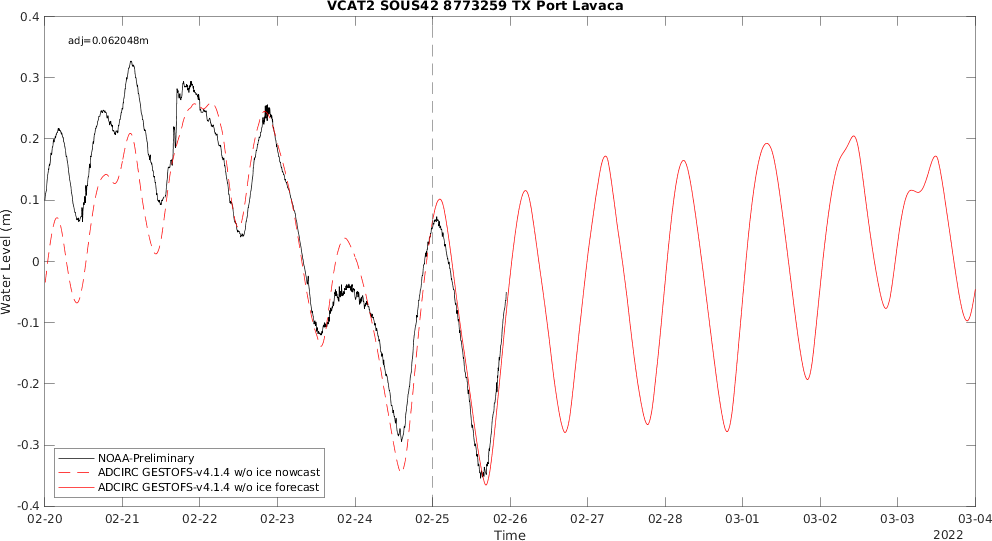 VCAT2 SOUS42 8773259 TX Port Lavaca
adj=0.062048m
0.4
0.3
0.2
0.1
0
-0.1
-0.2
-0.3
-0.4
Water Level (m)
NOAA-Preliminary
ADCIRC GESTOFS-v4.1.4 w/o ice nowcast
ADCIRC GESTOFS-v4.1.4 w/o ice forecast
02-20 02-21 02-22 02-23 02-24 02-25 02-26 02-27 02-28 03-01 03-02 03-03 03-04
Time
2022